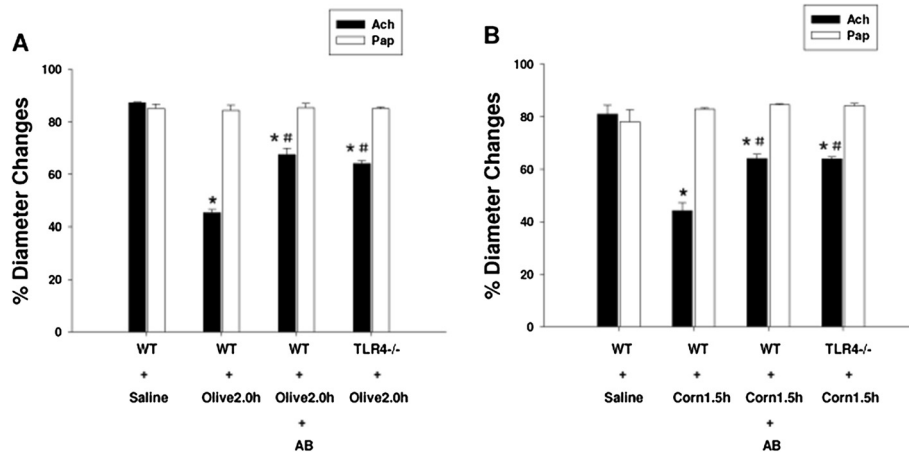 A
Ach
Pap
% Diameter Changes
100
80
60
40
20
0
*
* #
* #
WT WT WT TLR4-/-
+ + + +
Saline Olive2.0h Olive2.0h Olive2.0h
+
AB
B
Ach
Pap
% Diameter Changes
100
80
60
40
20
0
*
* #
* #
WT WT WT TLR4-/-
+ + + +
Saline Corn1.5h Corn1.5h Corn1.5h
+
AB